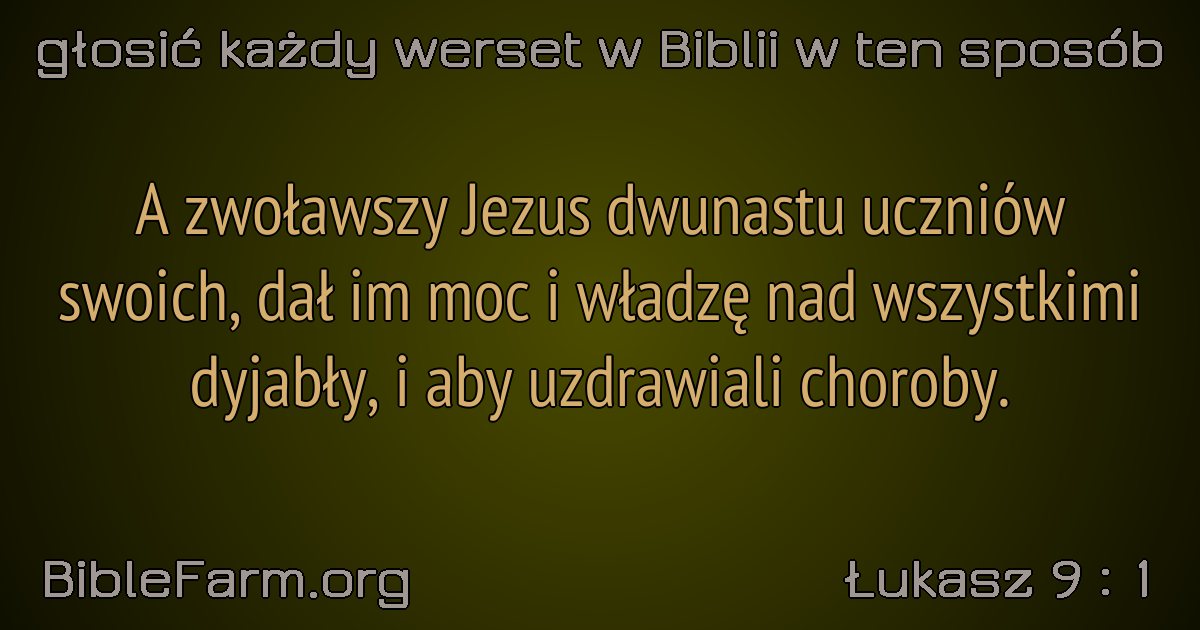 głosić każdy werset w Biblii w ten sposób
A zwoławszy Jezus dwunastu uczniów
swoich, dał im moc i władzę nad wszystkimi
dyjabły, i aby uzdrawiali choroby.
BibleFarm.org
Łukasz 9 : 1